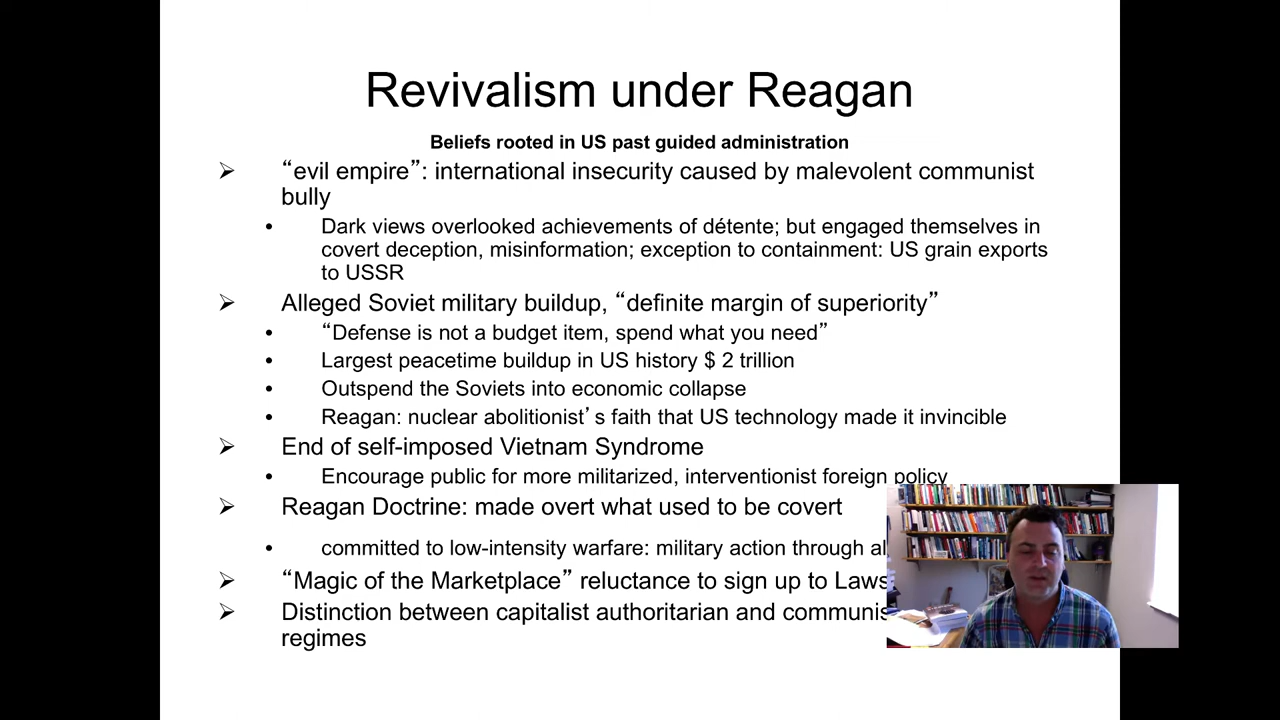 Revivalism under Reagan
Beliefs rooted in US past guided administration
“evil empire”: international insecurity caused by malevolent communist
bully
Dark views overlooked achievements of détente; but engaged themselves in
covert deception, misinformation; exception to containment: US grain exports
to USSR
Alleged Soviet military buildup, “definite margin of superiority”
“Defense is not a budget item, spend what you need”
Largest peacetime buildup in US history $ 2 trillion
Outspend the Soviets into economic collapse
Reagan: nuclear abolitionist’s faith that US technology made it invincible
End of self-imposed Vietnam Syndrome
Encourage public for more militarized, interventionist foreign policy
Reagan Doctrine: made overt what used to be covert
committed to low-intensity warfare: military action through
“Magic of the Marketplace” reluctance to sign up to Laws
Distinction between capitalist authoritarian and
regimes